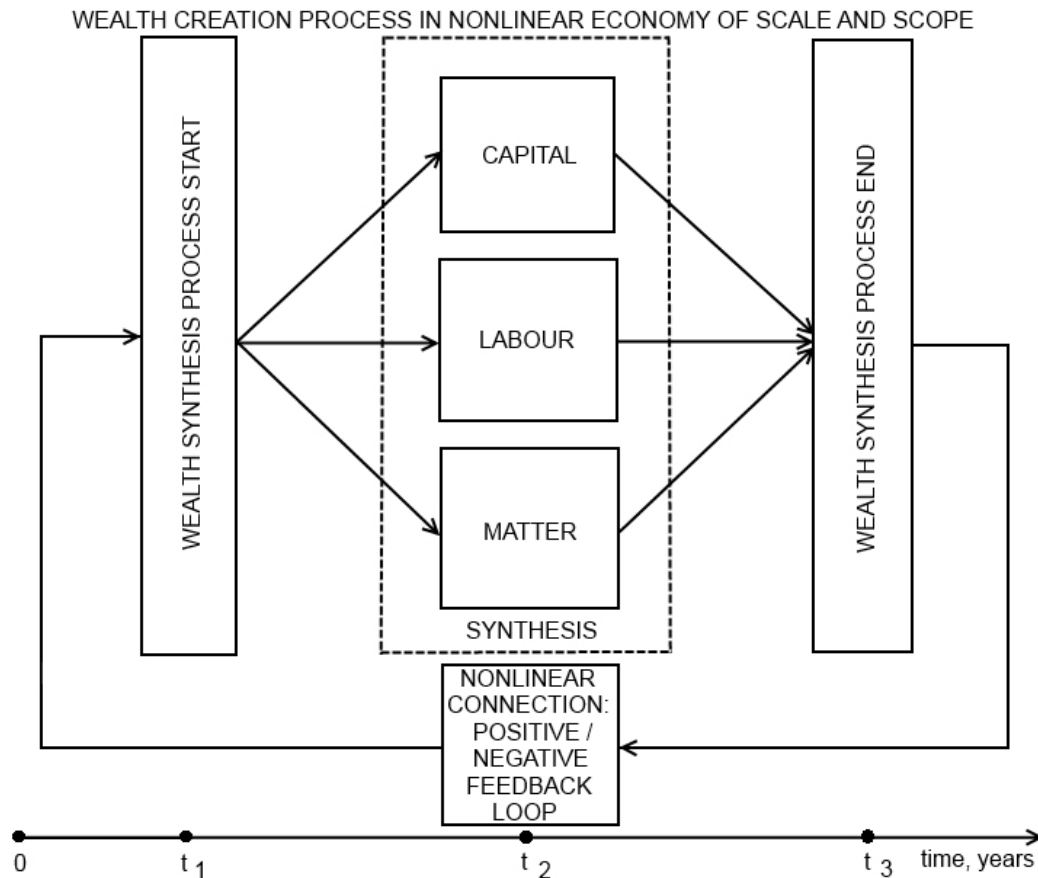 WEALTH CREATION PROCESS IN NONLINEAR ECONOMY OF SCALE AND SCOPE
WEALTH SYNTHESIS PROCESS START
CAPITAL
LABOUR
MATTER
SYNTHESIS
WEALTH SYNTHESIS PROCESS END
NONLINEAR
CONNECTION:
POSITIVE /
NEGATIVE
FEEDBACK
LOOP
0 t 1 t 2 t 3 time, years